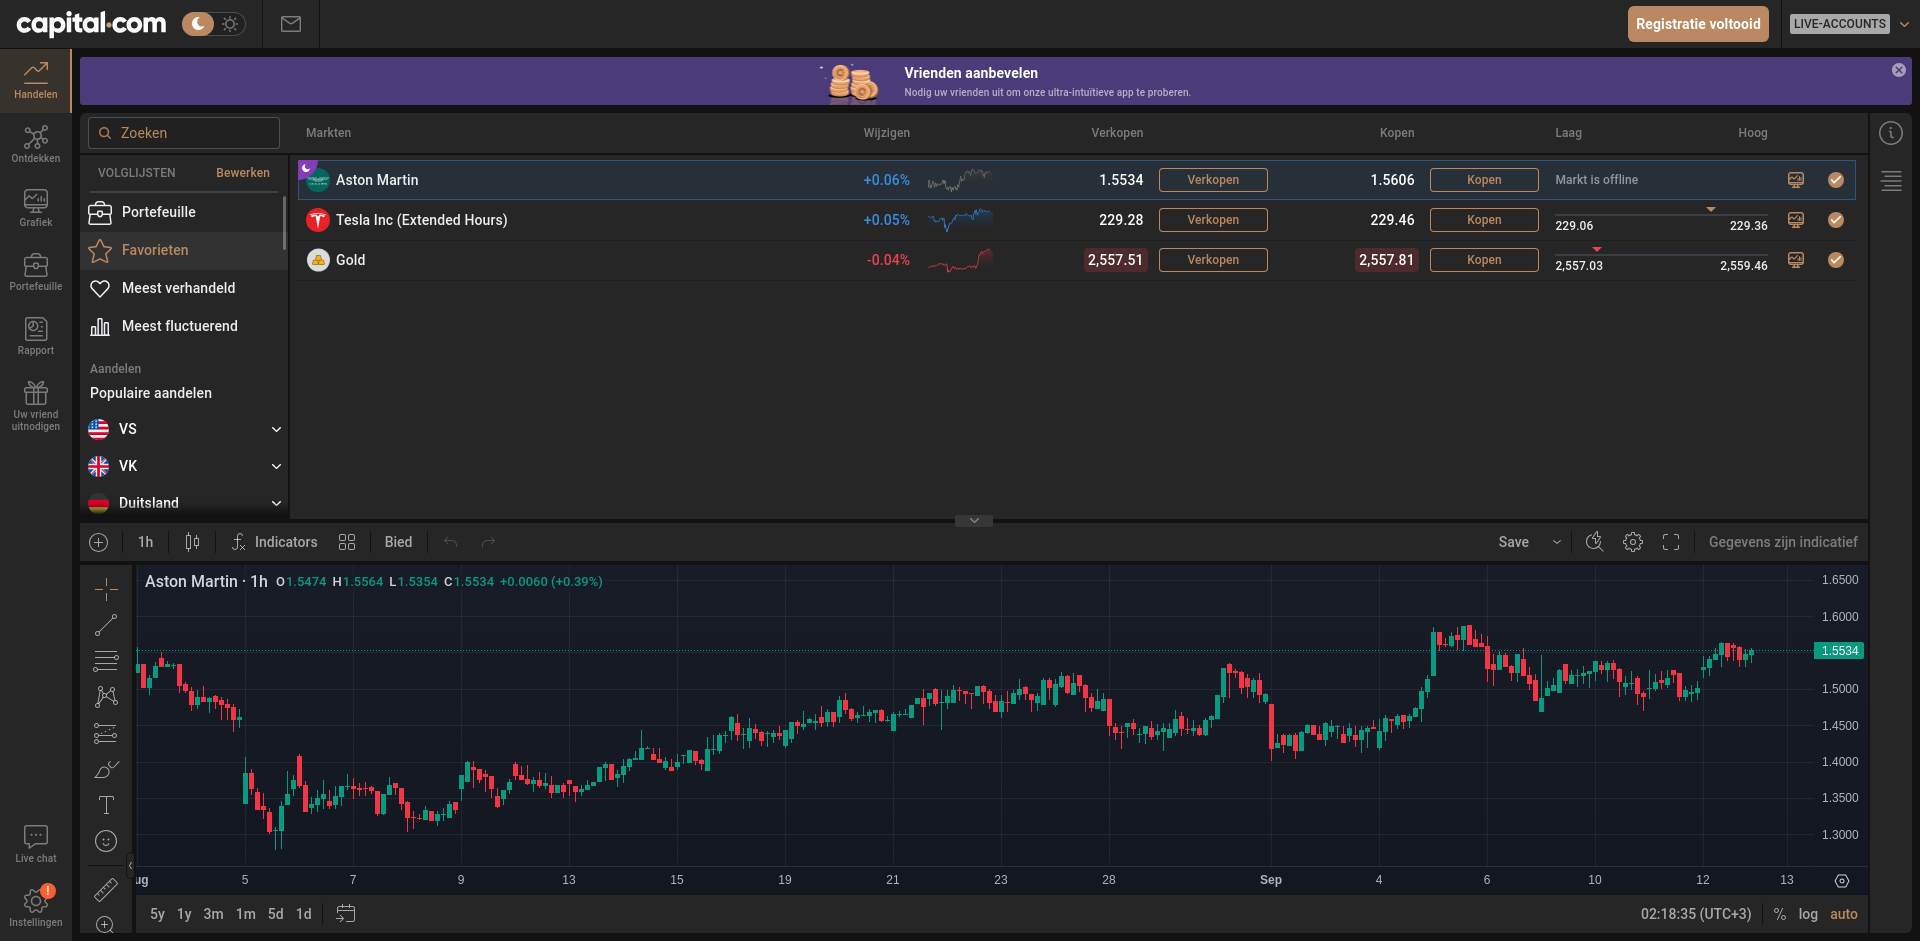 capital.com
Registratie voltooid
LIVE-ACCOUNTS
Handelen
Ontdekken
Grafiek
Portefeuille
Rapport
Uw vriend
uitnodigen
Live chat
!
Instellingen
Vrienden aanbevelen
Nodig uw vrienden uit om onze ultra-intuïtieve app te proberen.
Zoeken
Markten Wijzigen Verkopen Kopen Laag Hoog
VOLGLIJSTEN Bewerken
Portefeuille
Favorieten
Meest verhandeld
Meest fluctuerend
Aandelen
Populaire aandelen
VS
VK
Duitsland
Aston Martin +0.06% 1.5534 Verkopen 1.5606 Kopen Markt is offline
Tesla Inc (Extended Hours) +0.05% 229.28 Verkopen 229.46 Kopen 229.06 229.36
Gold -0.04% 2,557.51 Verkopen 2,557.81 Kopen 2,557.03 2,559.46
1h Indicators Bied Save Gegevens zijn indicatief
Aston Martin · 1h O1.5474 H1.5564 L1.5354 C1.5534 +0.0060 (+0.39%)
1.6500
1.6000
1.5534
1.5000
1.4500
1.4000
1.3500
1.3000
ug 5 7 9 13 15 19 21 23 28 Sep 4 6 10 12 13
5y 1y 3m 1m 5d 1d 02:18:35 (UTC+3) % log auto